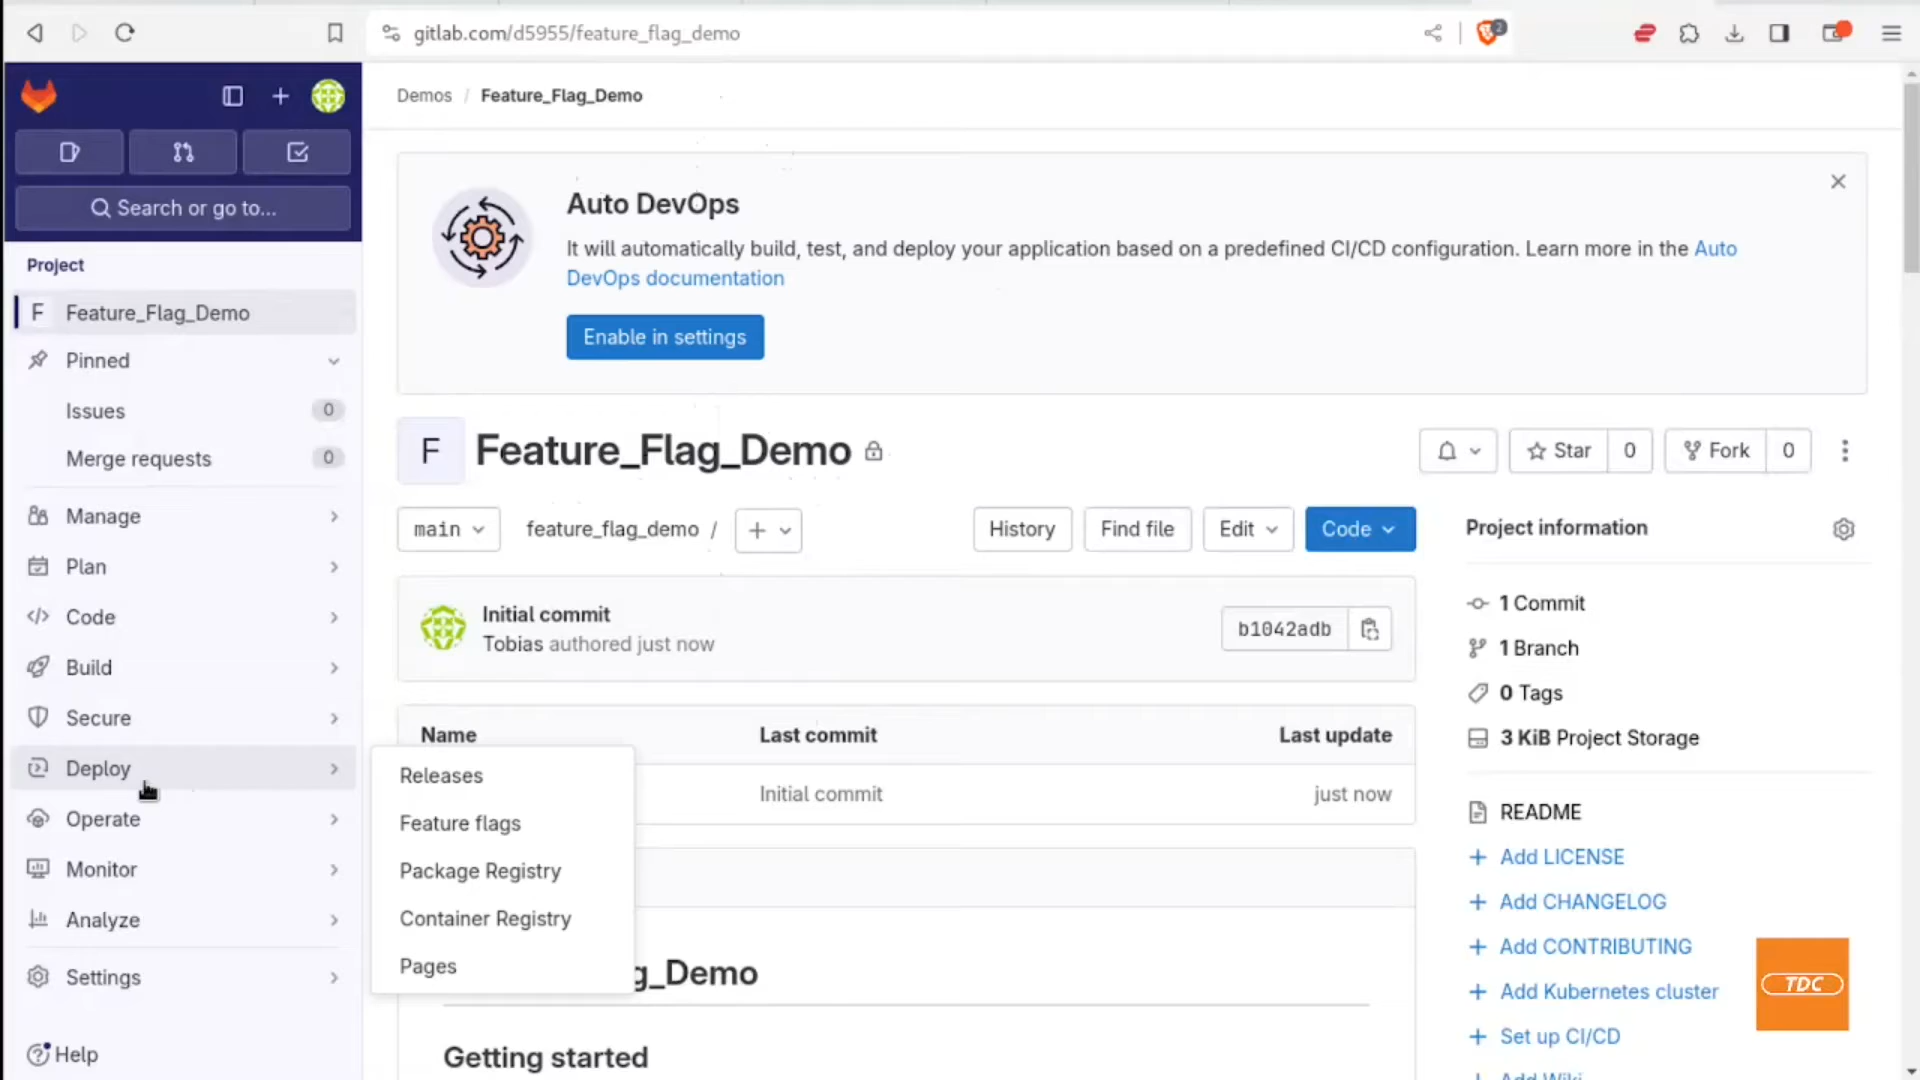 gitlab.com/d5955/feature_flag_demo
2
Demos / Feature_Flag_Demo
Search or go to...
Project
F Feature_Flag_Demo
Pinned
Issues 0
Merge requests 0
Manage
Plan
Code
Build
Secure
Deploy
Operate
Monitor
Analyze
Settings
Help
Auto DevOps
It will automatically build, test, and deploy your application based on a predefined CI/CD configuration. Learn more in the Auto
DevOps documentation
Enable in settings
F Feature_Flag_Demo
Star 0 Fork 0
main feature_flag_demo / + History Find file Edit Code
Initial commit
Tobias authored just now
b1042adb
Name Last commit Last update
Initial commit just now
Releases
Feature flags
Package Registry
Container Registry
Pages
g_Demo
Getting started
Project information
1 Commit
1 Branch
0 Tags
3 KiB Project Storage
README
+ Add LICENSE
+ Add CHANGELOG
+ Add CONTRIBUTING
+ Add Kubernetes cluster
+ Set up CI/CD
+ Add Wiki
TDC